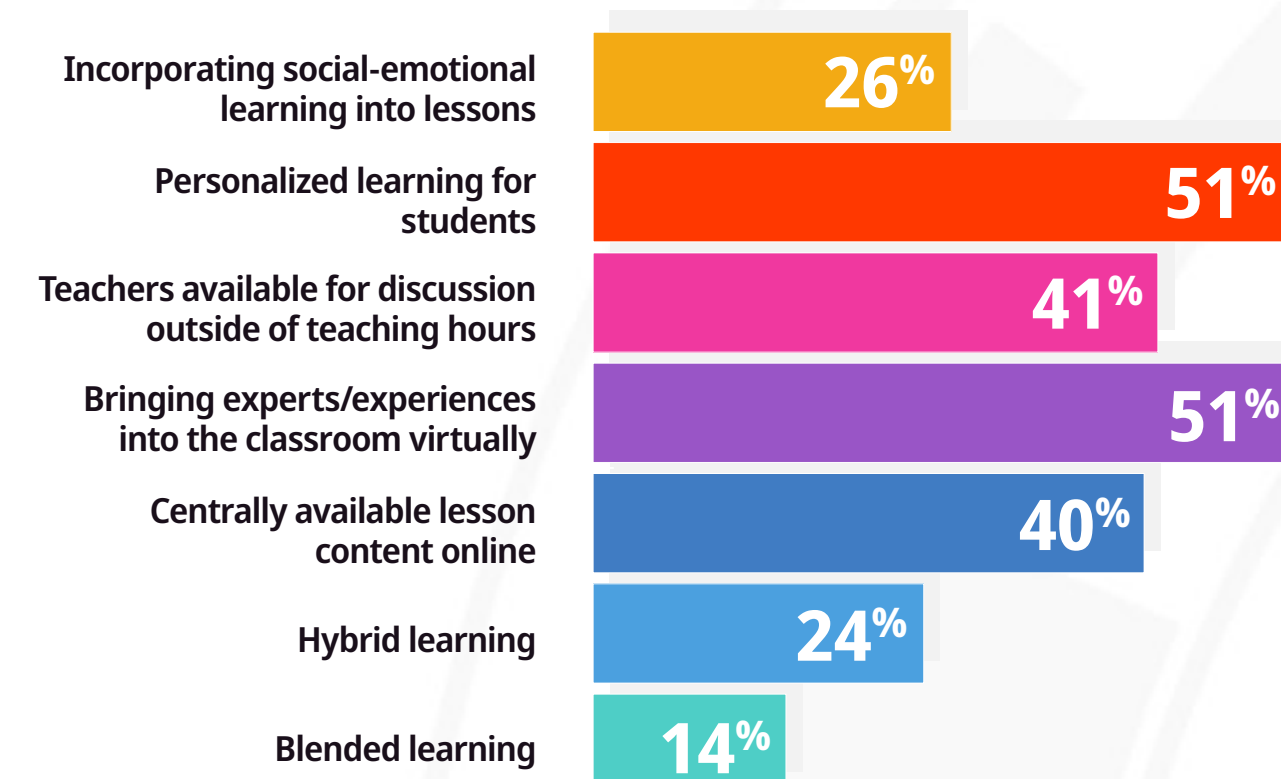 Incorporating social-emotional
learning into lessons
26%
Personalized learning for
students
51%
Teachers available for discussion
outside of teaching hours
41%
Bringing experts/experiences
into the classroom virtually
51%
Centrally available lesson
content online
40%
Hybrid learning
24%
Blended learning
14%